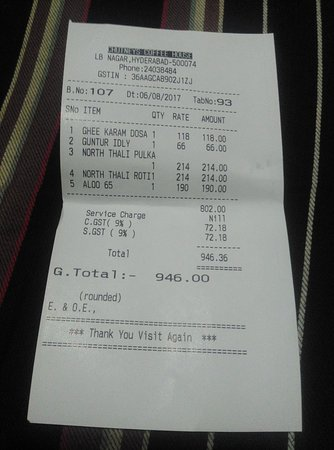 CHUTNEYS COFFEE HOUSE
LB NAGAR,HYDERABAD-500074
Phone:24038484
GSTIN : 36AAGCA8902J1ZJ
B.No:107 Dt:06/08/2017 TabNo:93
SNo ITEM QTY RATE AMOUNT
1 GHEE KARAM DOSA 1 118 118.00
2 GUNTUR IDLY 1 66 66.00
3 NORTH THALI PULKA
1 214 214.00
4 NORTH THALI ROTI1 214 214.00
5 ALOO 65 1 190 190.00
802.00
Service Charge Nill
C.GST( 9% ) 72.18
S.GST ( 9% ) 72.18
Total 946.36
G.Total:- 946.00
(rounded)
E. & O.E.,
*** Thank You Visit Again ***